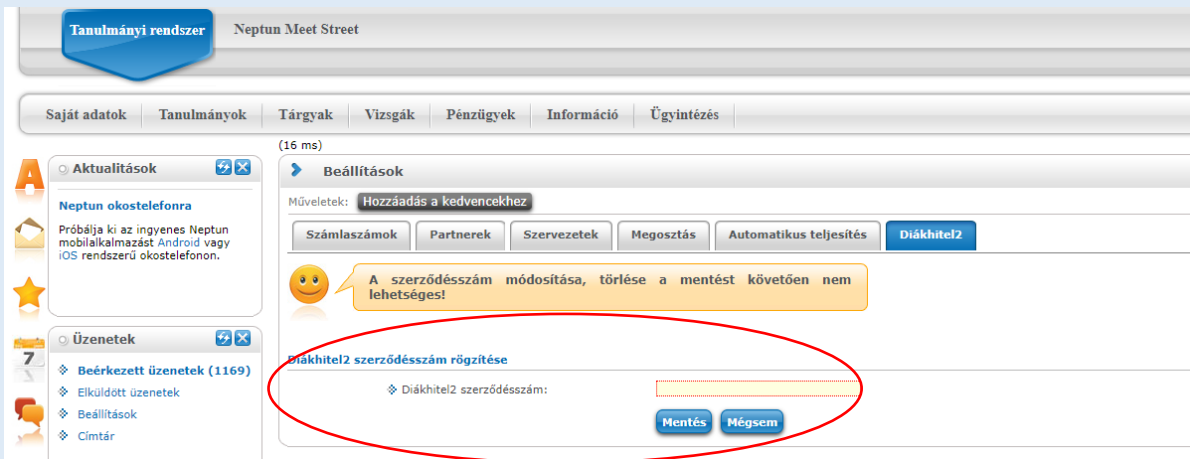 Tanulmányi rendszer
Neptun Meet Street
Saját adatok
Tanulmányok
Tárgyak
Vizsgák
Pénzügyek
Információ
Ügyintézés
(16 ms)
Aktualitások
Neptun okostelefonra
Próbálja ki az ingyenes Neptun
mobilalkalmazást Android vagy
iOS rendszerű okostelefonon.
7
Üzenetek
Beérkezett üzenetek (1169)
Elküldött üzenetek
Beállítások
Címtár
Beállítások
Műveletek: Hozzáadás a kedvencekhez
Számlaszámok
Partnerek
Szervezetek
Megosztás
Automatikus teljesítés
Diákhitel2
A szerződésszám módosítása, törlése a mentést követően nem
lehetséges!
Diákhitel2 szerződésszám rögzítése
Diákhitel2 szerződésszám:
Mentés
Mégsem